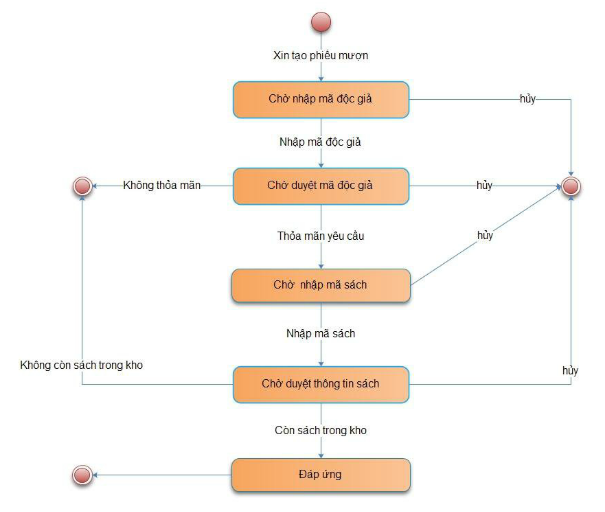 Xin tạo phiếu mượn
Chờ nhập mã độc giả
hủy
Nhập mã độc giả
Không thỏa mãn
Chờ duyệt mã độc giả
hủy
Thỏa mãn yêu cầu
hủy
Chờ nhập mã sách
Nhập mã sách
Không còn sách trong kho
hủy
Chờ duyệt thông tin sách
Còn sách trong kho
Đáp ứng